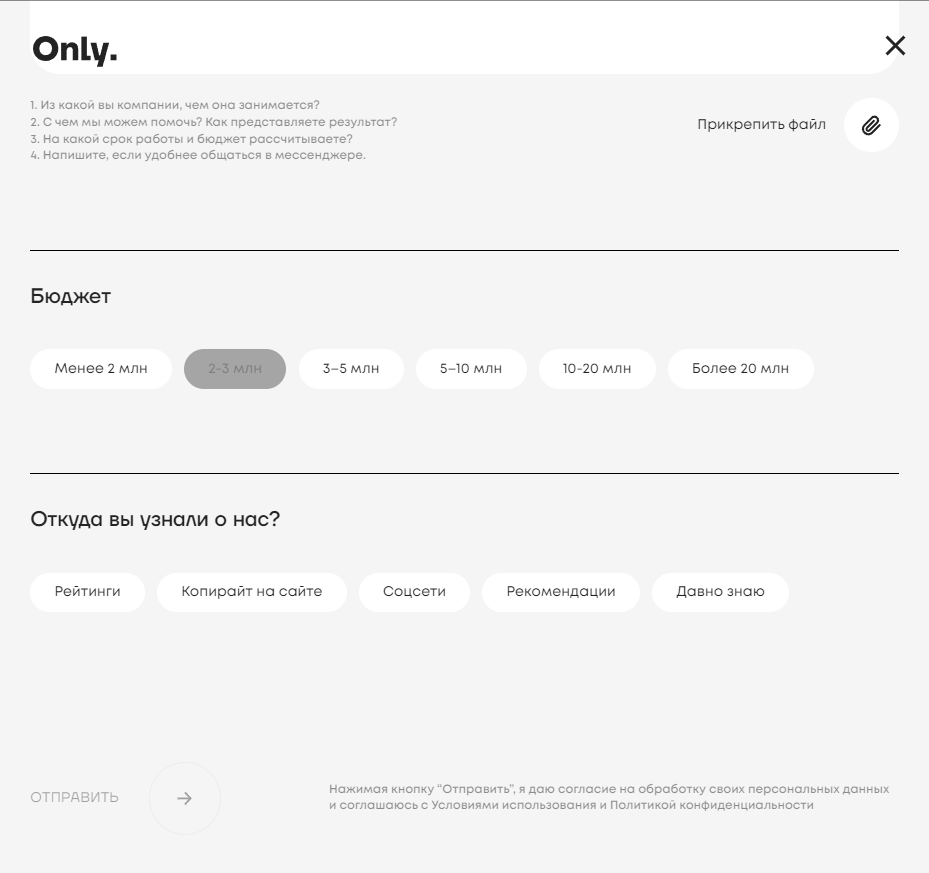 Only.
1. Из какой вы компании, чем она занимается?
2. С чем мы можем помочь? Как представляете результат?
3. На какой срок работы и бюджет рассчитываете?
4. Напишите, если удобнее общаться в мессенджере.
Прикрепить файл
Бюджет
Менее 2 млн
2-3 млн
3–5 млн
5–10 млн
10-20 млн
Более 20 млн
Откуда вы узнали о нас?
Рейтинги
Копирайт на сайте
Соцсети
Рекомендации
Давно знаю
ОТПРАВИТЬ
Нажимая кнопку “Отправить”, я даю согласие на обработку своих персональных данных
и соглашаюсь с Условиями использования и Политикой конфиденциальности